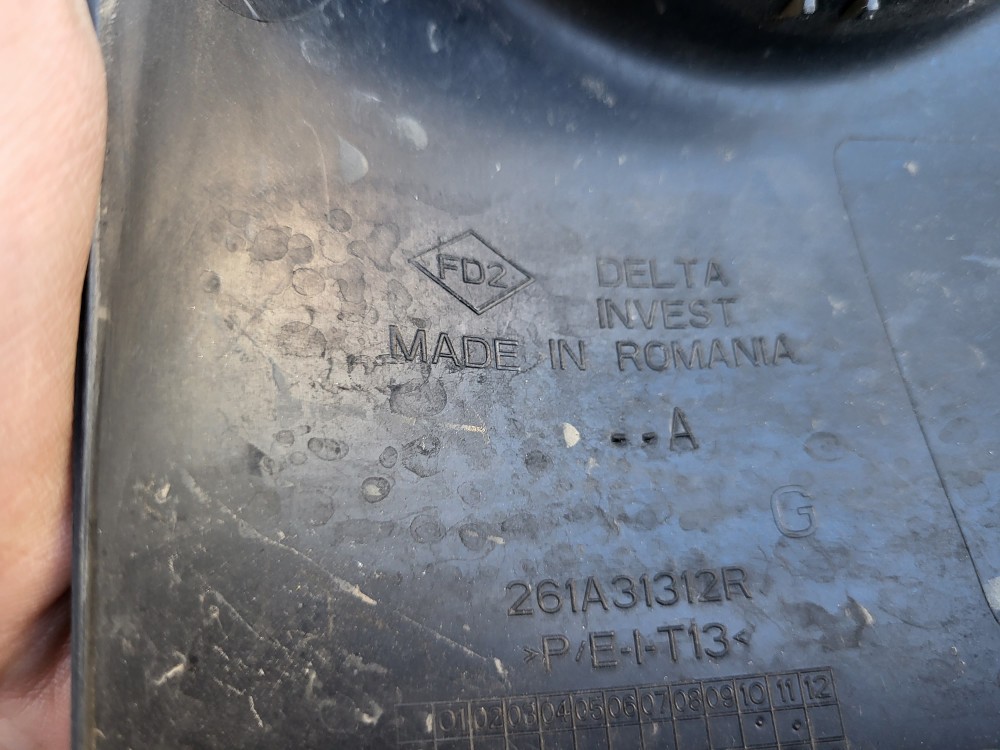 FD2
DELTA
INVEST
MADE IN ROMANIA
--A
G
261A31312R
>P/E-I-T13<
01 02 03 04 05 06 07 08 09 10 11 12